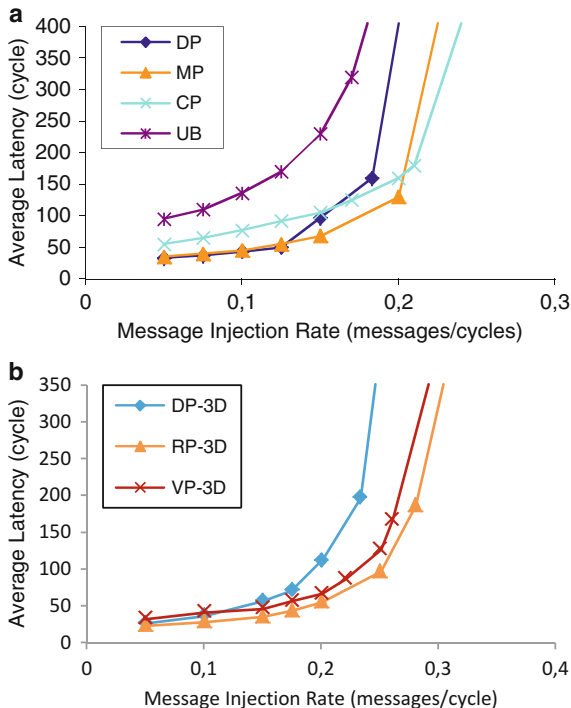 a
400
350
300
250
200
150
100
50
0
Average Latency (cycle)
DP
MP
CP
UB
0 0,1 0,2 0,3
Message Injection Rate (messages/cycles)
b
350
300
250
200
150
100
50
0
Average Latency (cycle)
DP-3D
RP-3D
VP-3D
0 0,1 0,2 0,3 0,4
Message Injection Rate (messages/cycle)